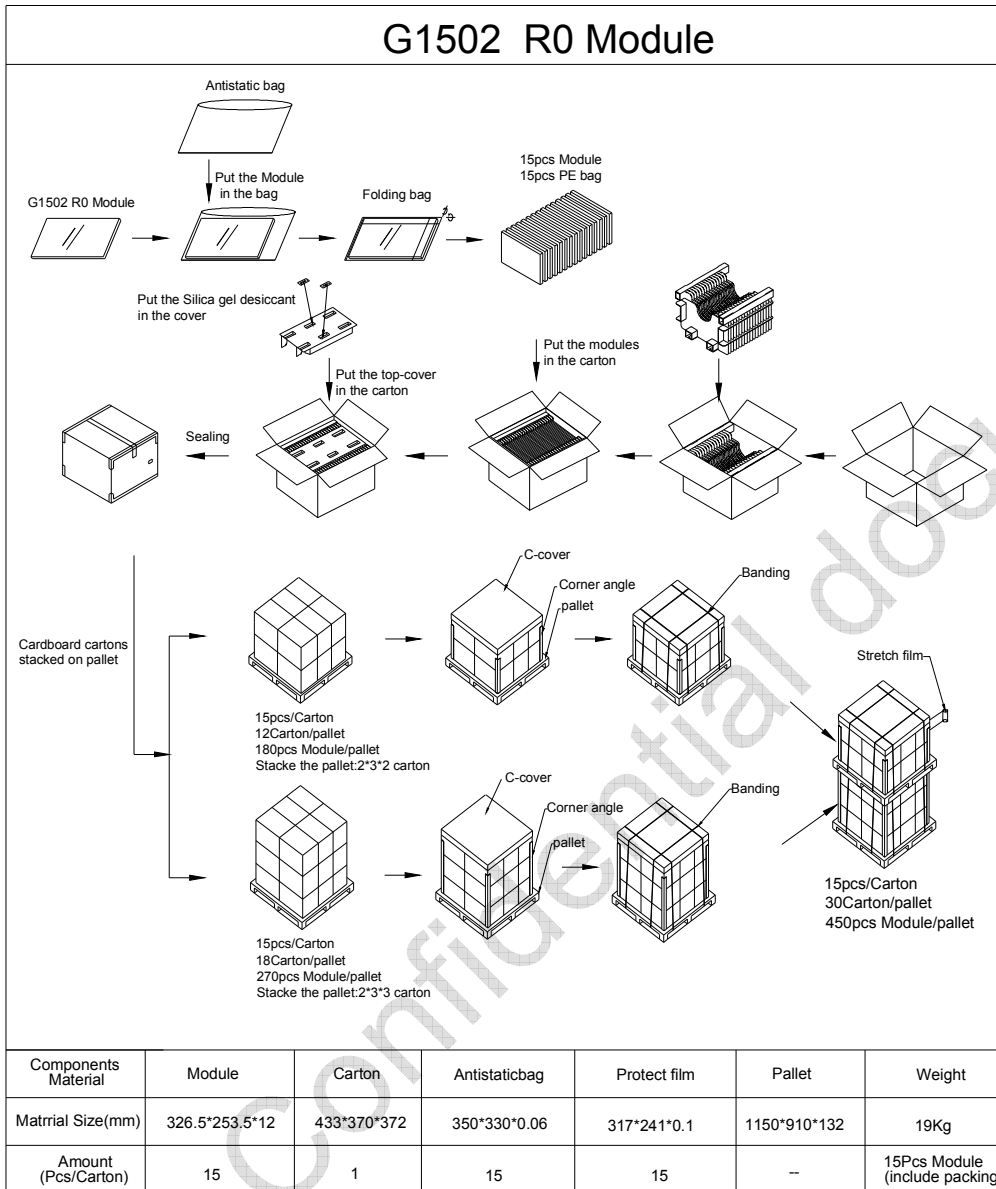 G1502 R0 Module
Antistatic bag
Put the Module
in the bag
G1502 R0 Module
Folding bag
15pcs Module
15pcs PE bag
Put the Silica gel desiccant
in the cover
Put the top-cover
in the carton
Put the modules
in the carton
Sealing
Cardboard cartons
stacked on pallet
C-cover
Corner angle
pallet
Banding
Stretch film
15pcs/Carton
12Carton/pallet
180pcs Module/pallet
Stacke the pallet:2*3*2 carton
C-cover
Corner angle
pallet
Banding
15pcs/Carton
30Carton/pallet
450pcs Module/pallet
15pcs/Carton
18Carton/pallet
270pcs Module/pallet
Stacke the pallet:2*3*3 carton
Components Material Module Carton Antistaticbag Protect film Pallet Weight
Matrrial Size(mm) 326.5*253.5*12 433*370*372 350*330*0.06 317*241*0.1 1150*910*132 19Kg
Amount (Pcs/Carton) 15 1 15 15 -- 15Pcs Module (include packing
Confidential doc